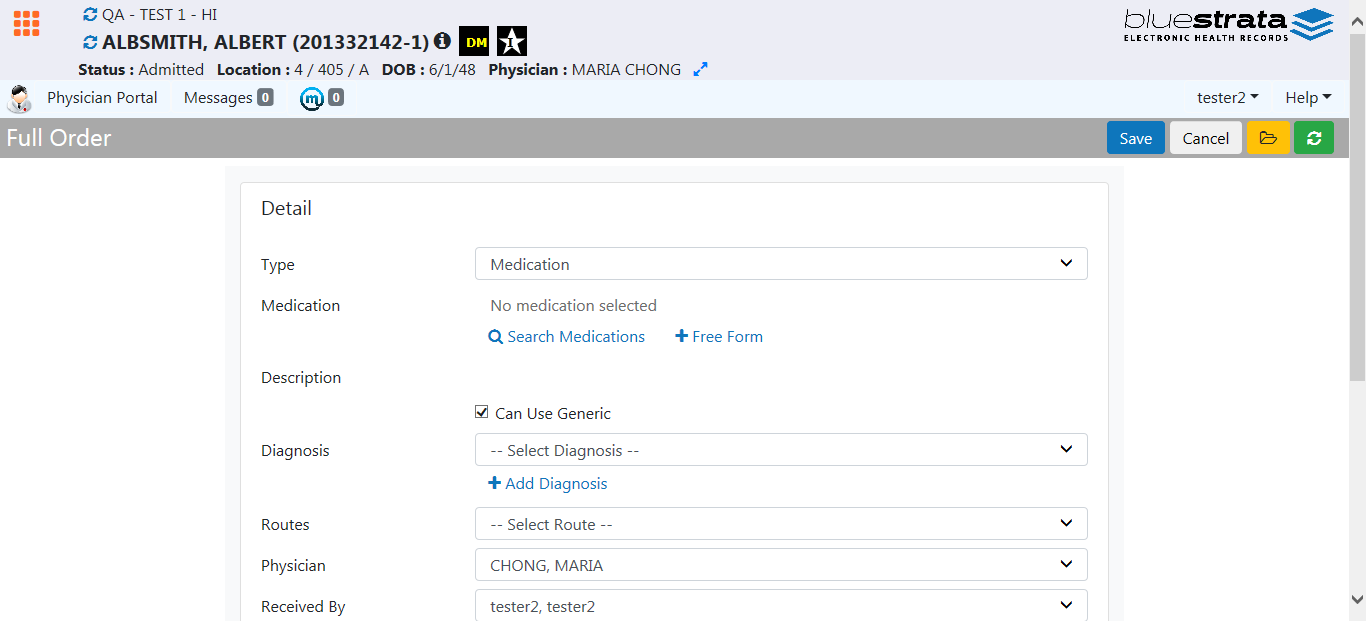 QA - TEST 1 - HI
ALBSMITH, ALBERT (201332142-1) DM 1
Status : Admitted Location : 4 / 405 / A DOB : 6/1/48 Physician : MARIA CHONG
bluestrata
ELECTRONIC HEALTH RECORDS
Physician Portal Messages 0 m 0 tester2 Help
Full Order Save Cancel
Detail
Type Medication
Medication No medication selected
Search Medications Free Form
Description
Can Use Generic
Diagnosis -- Select Diagnosis --
Add Diagnosis
Routes -- Select Route --
Physician CHONG, MARIA
Received By tester2, tester2